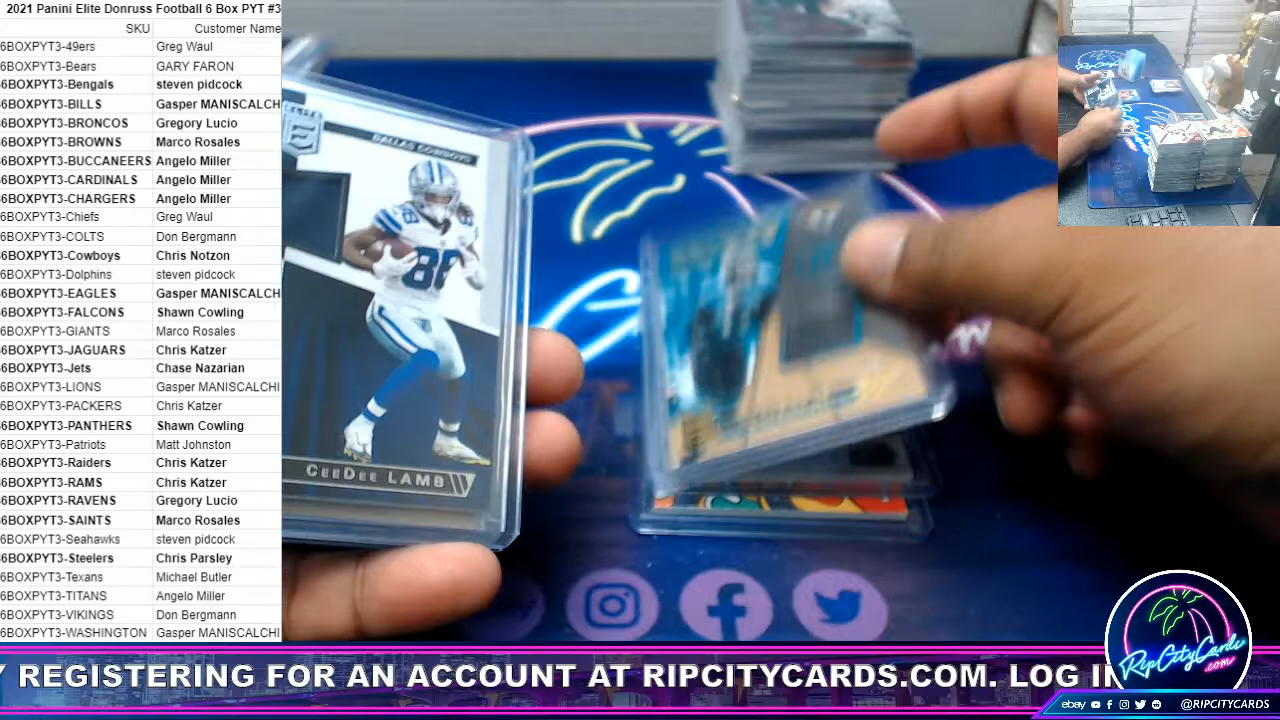 2021 Panini Elite Donruss Football 6 Box PYT #3
SKU Customer Name
6BOXPYT3-49ers Greg Waul
6BOXPYT3-Bears GARY FARON
6BOXPYT3-Bengals steven pidcock
6BOXPYT3-BILLS Gasper MANISCALCH
6BOXPYT3-BRONCOS Gregory Lucio
6BOXPYT3-BROWNS Marco Rosales
6BOXPYT3-BUCCANEERS Angelo Miller
6BOXPYT3-CARDINALS Angelo Miller
6BOXPYT3-CHARGERS Angelo Miller
6BOXPYT3-Chiefs Greg Waul
6BOXPYT3-COLTS Don Bergmann
6BOXPYT3-Cowboys Chris Notzon
6BOXPYT3-Dolphins steven pidcock
6BOXPYT3-EAGLES Gasper MANISCALCH
6BOXPYT3-FALCONS Shawn Cowling
6BOXPYT3-GIANTS Marco Rosales
6BOXPYT3-JAGUARS Chris Katzer
6BOXPYT3-Jets Chase Nazarian
6BOXPYT3-LIONS Gasper MANISCALCHI
6BOXPYT3-PACKERS Chris Katzer
6BOXPYT3-PANTHERS Shawn Cowling
6BOXPYT3-Patriots Matt Johnston
6BOXPYT3-Raiders Chris Katzer
6BOXPYT3-RAMS Chris Katzer
6BOXPYT3-RAVENS Gregory Lucio
6BOXPYT3-SAINTS Marco Rosales
6BOXPYT3-Seahawks steven pidcock
6BOXPYT3-Steelers Chris Parsley
6BOXPYT3-Texans Michael Butler
6BOXPYT3-TITANS Angelo Miller
6BOXPYT3-VIKINGS Don Bergmann
6BOXPYT3-WASHINGTON Gasper MANISCALCHI
ELITE
E
DALLAS COWBOYS
88
CEEDEE LAMB
Y REGISTERING FOR AN ACCOUNT AT RIPCITYCARDS.COM. LOG IN
RipCityCards
.com
ebay @RIPCITYCARDS